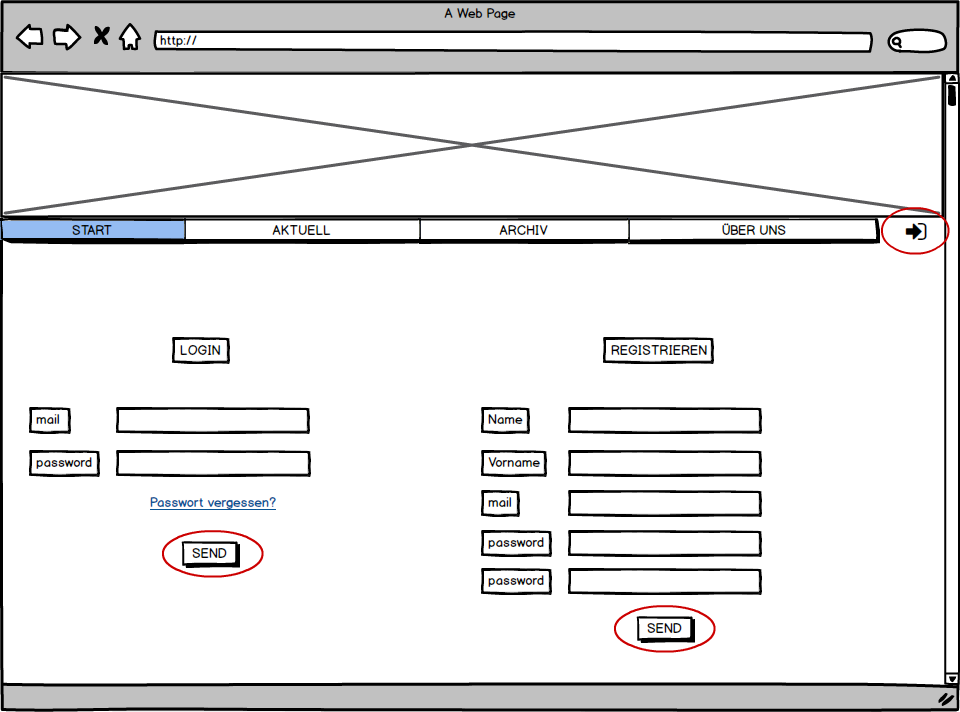 A Web Page
http://
START AKTUELL ARCHIV ÜBER UNS
LOGIN
mail
password
Passwort vergessen?
SEND
REGISTRIEREN
Name
Vorname
mail
password
password
SEND